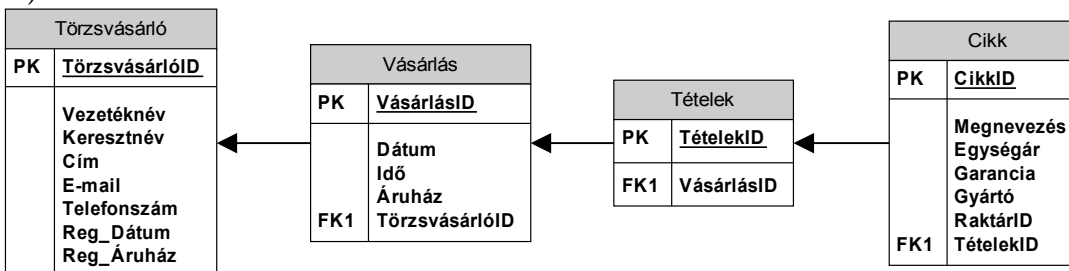 )
Törzsvásárló
PK TörzsvásárlóID
Vezetéknév
Keresztnév
Cím
E-mail
Telefonszám
Reg_Dátum
Reg_Áruház
Vásárlás
PK VásárlásID
Dátum
Idő
Áruház
FK1 TörzsvásárlóID
Tételek
PK TételekID
FK1 VásárlásID
Cikk
PK CikkID
Megnevezés
Egységár
Garancia
Gyártó
RaktárID
FK1 TételekID